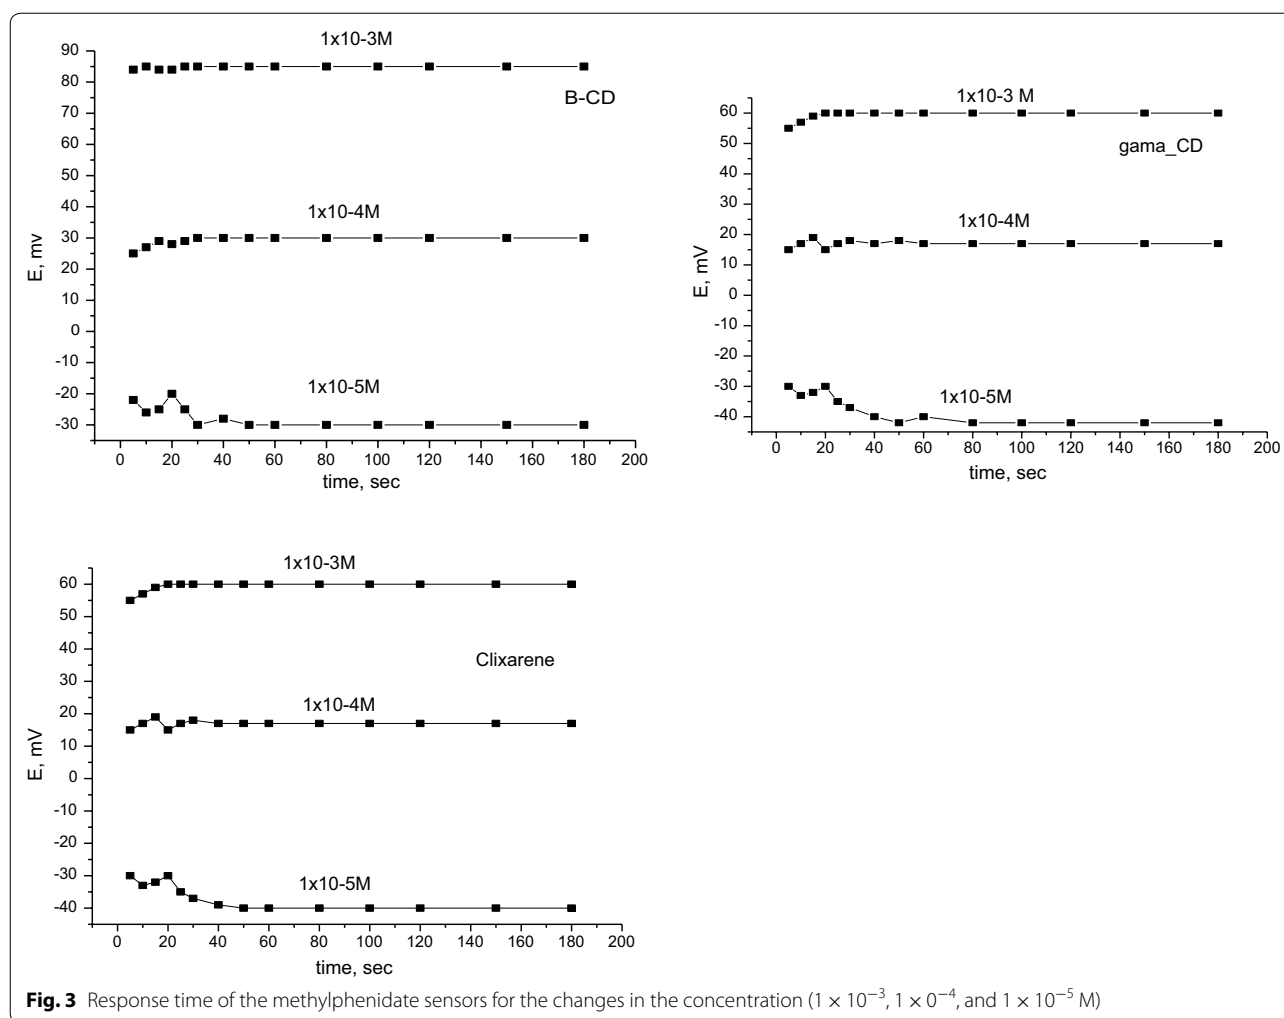 1x10-3M
90
80
70
60
50
40
30
20
10
0
-10
-20
-30
E, mv
B-CD
1x10-4M
1x10-5M
0 20 40 60 80 100 120 140 160 180 200
time, sec
1x10-3 M
60
50
40
30
20
10
0
-10
-20
-30
-40
E, mV
gama_CD
1x10-4M
1x10-5M
0 20 40 60 80 100 120 140 160 180 200
time, sec
1x10-3M
60
50
40
30
20
10
0
-10
-20
-30
-40
E, mV
Clixarene
1x10-4M
1x10-5M
0 20 40 60 80 100 120 140 160 180 200
time, sec
Fig. 3 Response time of the methylphenidate sensors for the changes in the concentration (1 × 10⁻³, 1 × 0⁻⁴, and 1 × 10⁻⁵ M)